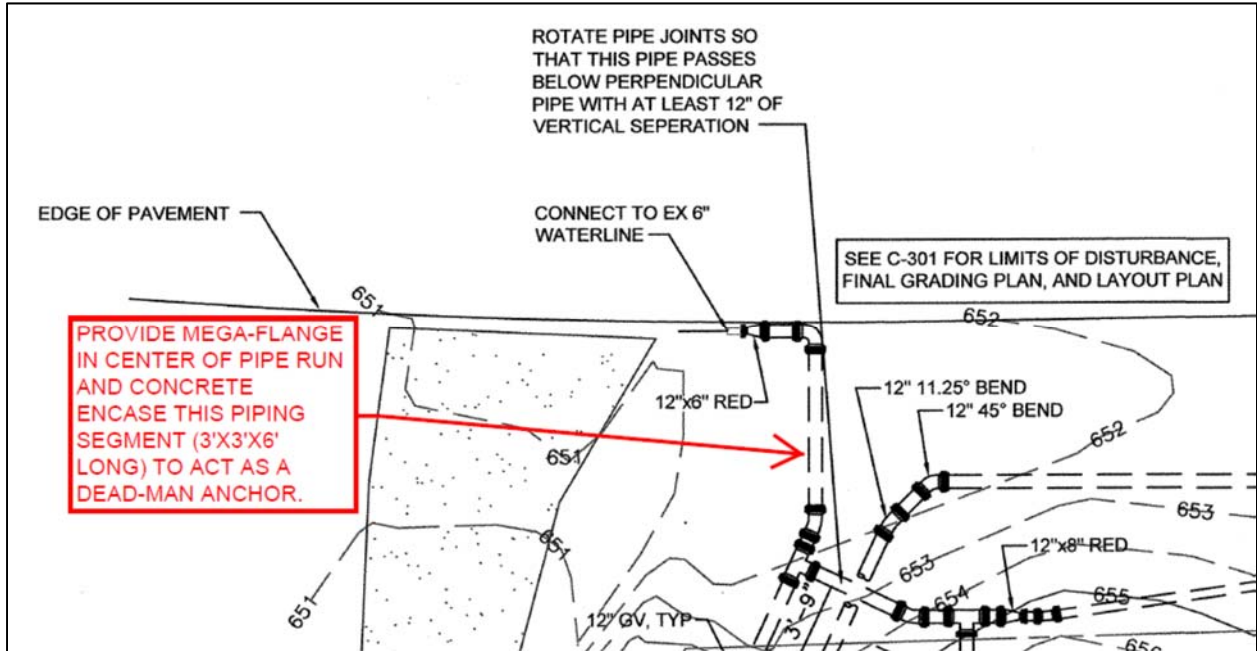 ROTATE PIPE JOINTS SO
THAT THIS PIPE PASSES
BELOW PERPENDICULAR
PIPE WITH AT LEAST 12" OF
VERTICAL SEPERATION
EDGE OF PAVEMENT
CONNECT TO EX 6"
WATERLINE
SEE C-301 FOR LIMITS OF DISTURBANCE,
FINAL GRADING PLAN, AND LAYOUT PLAN
651
652
PROVIDE MEGA-FLANGE
IN CENTER OF PIPE RUN
AND CONCRETE
ENCASE THIS PIPING
SEGMENT (3'X3'X6'
LONG) TO ACT AS A
DEAD-MAN ANCHOR.
12"x6" RED
12" 11.25° BEND
12" 45° BEND
652
651
653
651
12"x8" RED
653
654
655
651
3'-9"
12" GV, TYP